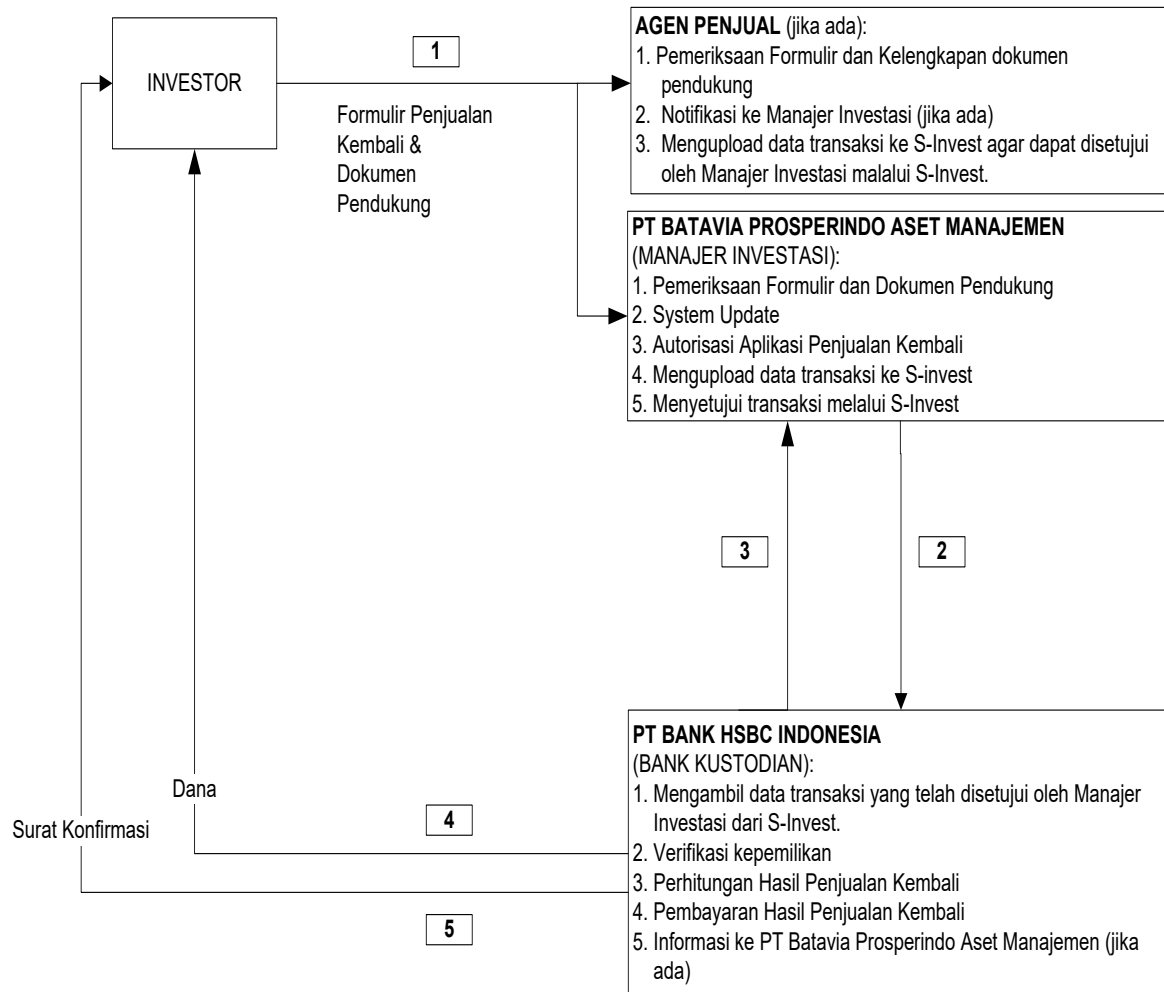 INVESTOR
1
Formulir Penjualan
Kembali &
Dokumen
Pendukung
AGEN PENJUAL (jika ada):
1. Pemeriksaan Formulir dan Kelengkapan dokumen
pendukung
2. Notifikasi ke Manajer Investasi (jika ada)
3. Mengupload data transaksi ke S-Invest agar dapat disetujui
oleh Manajer Investasi malalui S-Invest.
PT BATAVIA PROSPERINDO ASET MANAJEMEN
(MANAJER INVESTASI):
1. Pemeriksaan Formulir dan Dokumen Pendukung
2. System Update
3. Autorisasi Aplikasi Penjualan Kembali
4. Mengupload data transaksi ke S-invest
5. Menyetujui transaksi melalui S-Invest
3
2
PT BANK HSBC INDONESIA
(BANK KUSTODIAN):
1. Mengambil data transaksi yang telah disetujui oleh Manajer
Investasi dari S-Invest.
2. Verifikasi kepemilikan
3. Perhitungan Hasil Penjualan Kembali
4. Pembayaran Hasil Penjualan Kembali
5. Informasi ke PT Batavia Prosperindo Aset Manajemen (jika
ada)
Dana
4
Surat Konfirmasi
5